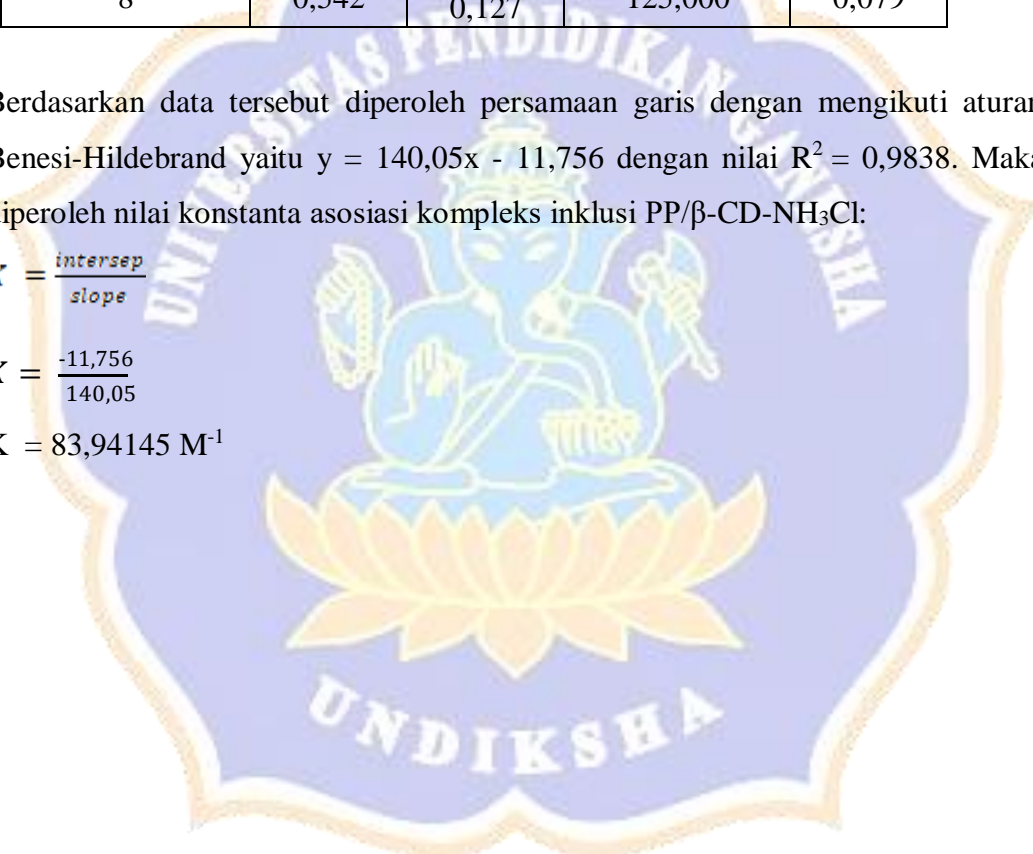 8 0,342 0,127 125,000 0,079
Berdasarkan data tersebut diperoleh persamaan garis dengan mengikuti aturan
Benesi-Hildebrand yaitu y = 140,05x - 11,756 dengan nilai R² = 0,9838. Maka
diperoleh nilai konstanta asosiasi kompleks inklusi PP/β-CD-NH₃Cl:
K = intersep / slope
K = -11,756 / 140,05
K = 83,94145 M⁻¹
UNIVERSITAS PENDIDIKAN GANESHA
UNDIKSHA